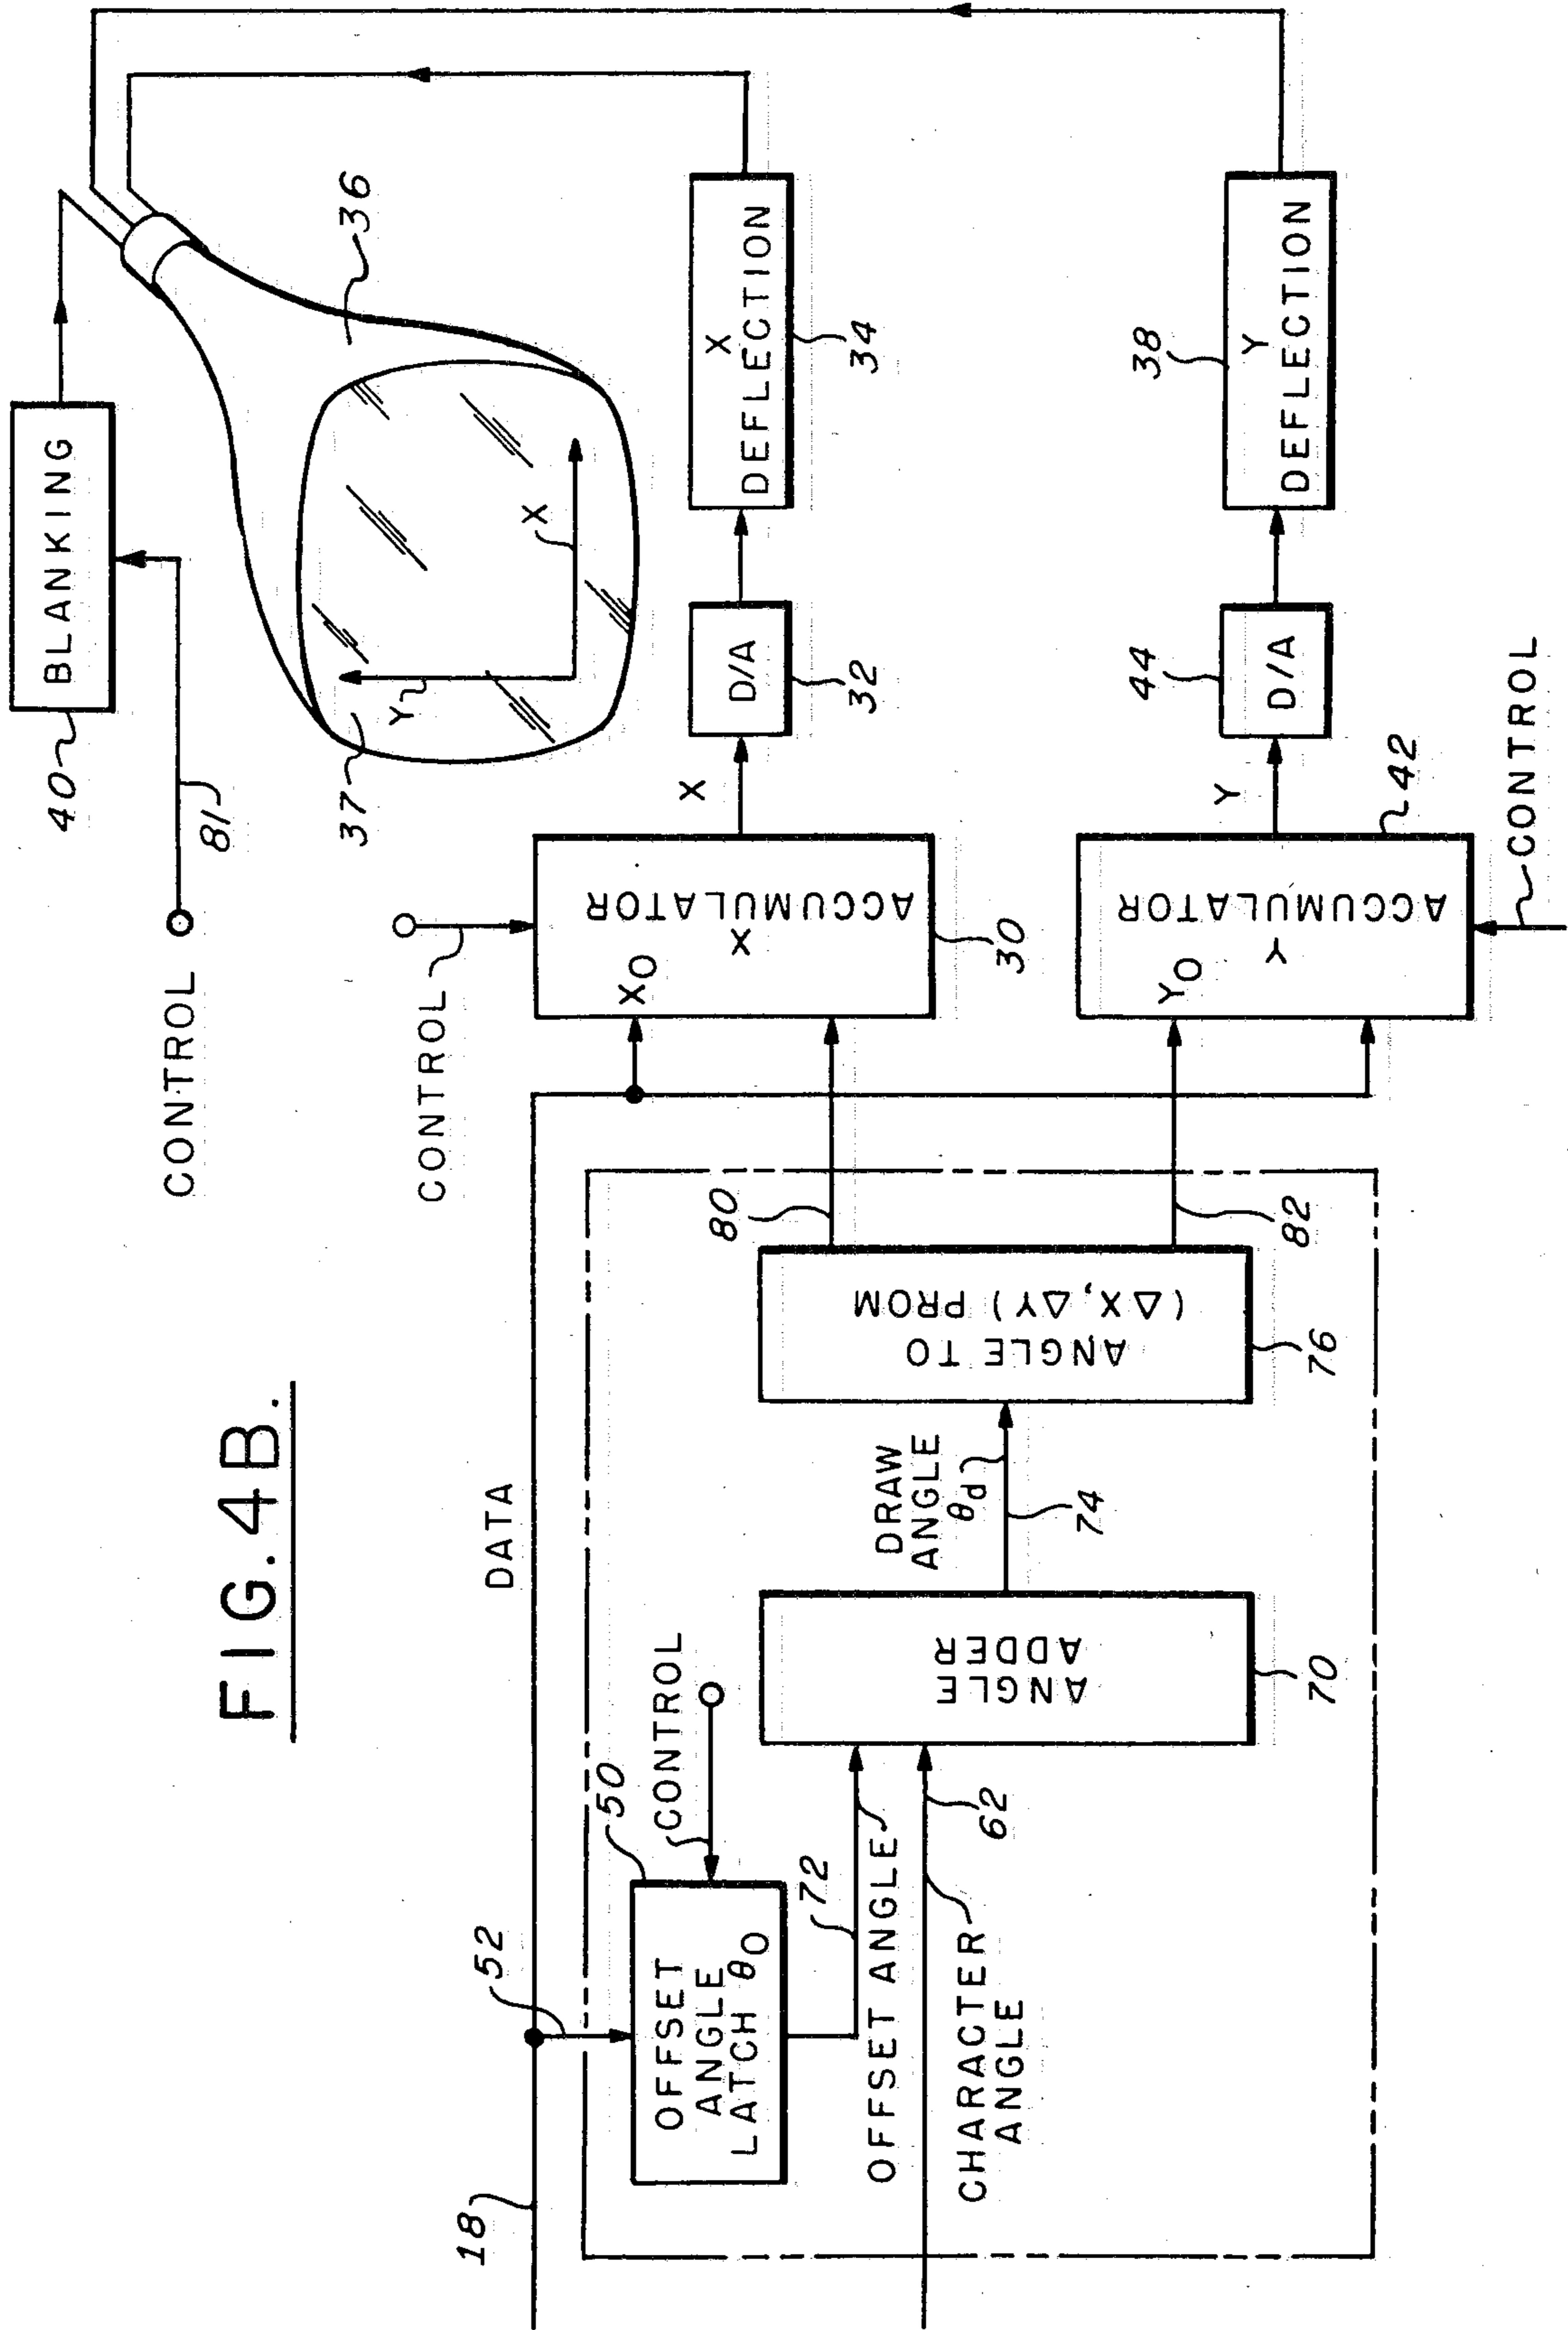 FIG. 4B.
40
BLANKING
CONTROL
81
36
37
Y
X
CONTROL
18
52
DATA
50
OFFSET
ANGLE
LATCH θ0
CONTROL
72
OFFSET ANGLE
62
CHARACTER
ANGLE
ANGLE
ADDER
70
DRAW
ANGLE
θd
74
ANGLE TO
(ΔX, ΔY) PROM
76
80
82
X0
X
ACCUMULATOR
30
X
D/A
32
X
DEFLECTION
34
Y0
Y
ACCUMULATOR
42
CONTROL
Y
D/A
44
Y
DEFLECTION
38